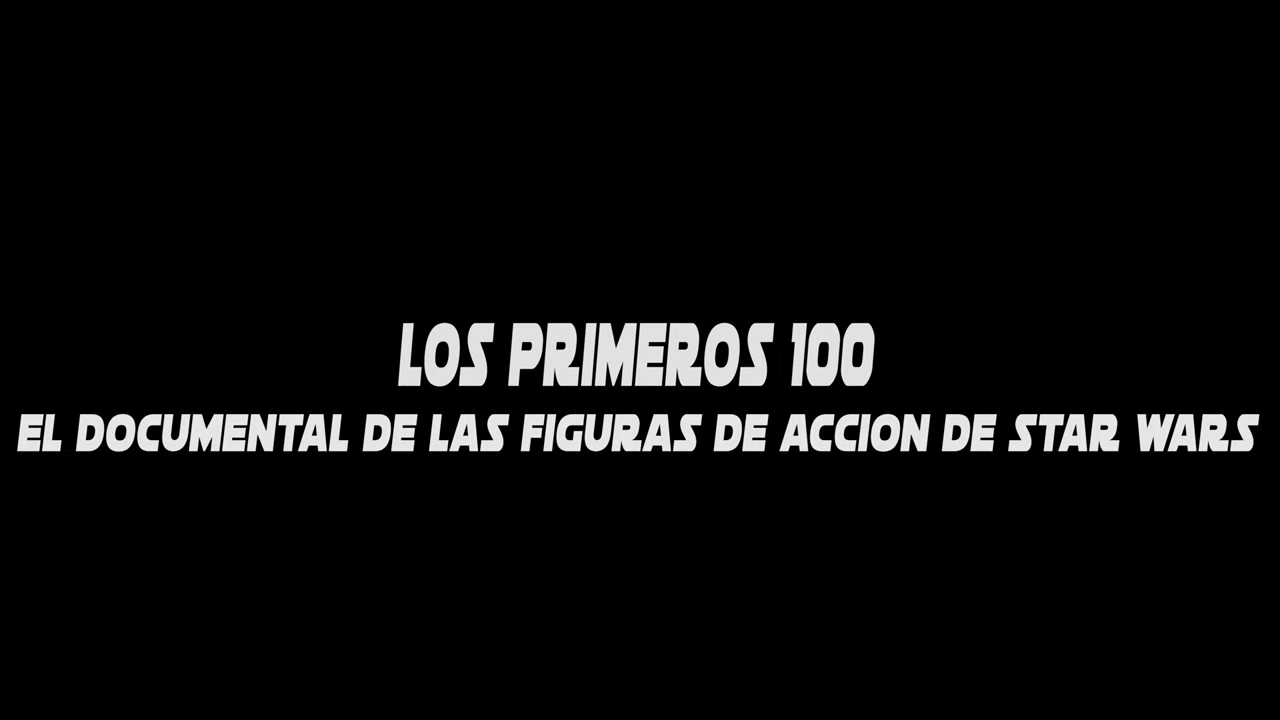 LOS PRIMEROS 100
EL DOCUMENTAL DE LAS FIGURAS DE ACCION DE STAR WARS